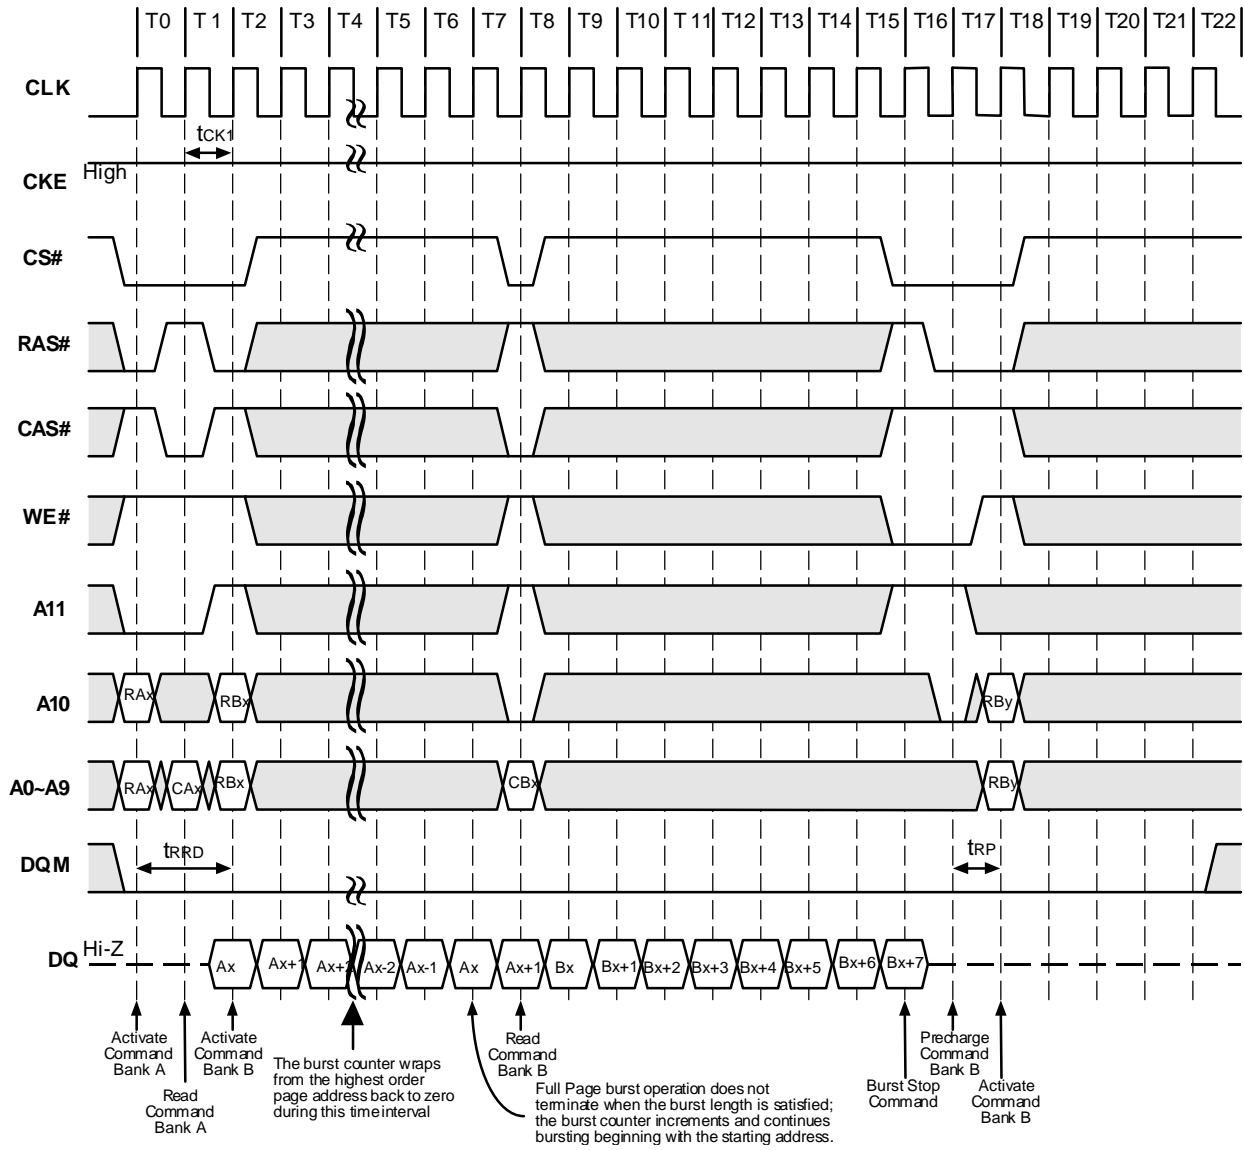 T0 T1 T2 T3 T4 T5 T6 T7 T8 T9 T10 T11 T12 T13 T14 T15 T16 T17 T18 T19 T20 T21 T22
CLK
tCK1
High
CKE
CS#
RAS#
CAS#
WE#
A11
A10
RAx RBx RBy
A0~A9
RAx CAx RBx CBx RBy
DQM
tRRD tRP
DQ Hi-Z
Ax Ax+1 Ax+2 Ax-2 Ax-1 Ax Ax+1 Bx Bx+1 Bx+2 Bx+3 Bx+4 Bx+5 Bx+6 Bx+7
Activate
Command
Bank A
Read
Command
Bank A
Activate
Command
Bank B
The burst counter wraps
from the highest order
page address back to zero
during this time interval
Read
Command
Bank B
Full Page burst operation does not
terminate when the burst length is satisfied;
the burst counter increments and continues
bursting beginning with the starting address.
Burst Stop
Command
Precharge
Command
Bank B
Activate
Command
Bank B